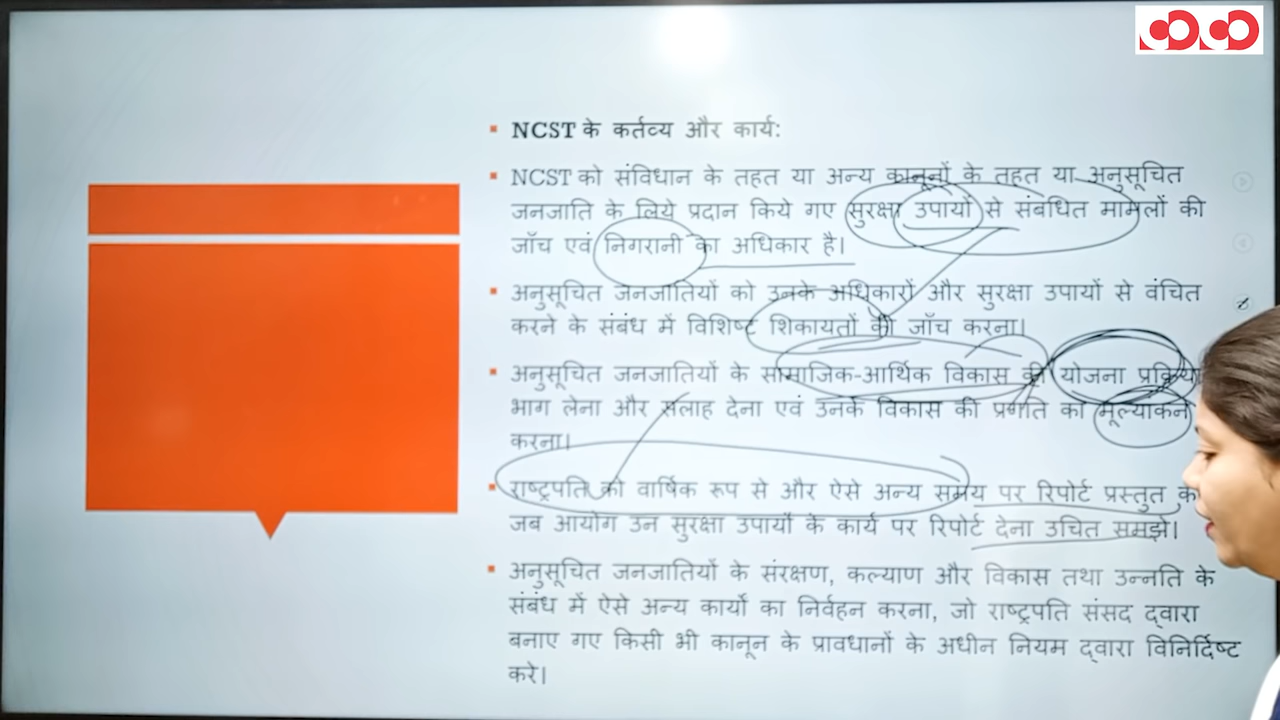 NCST के कर्तव्य और कार्य:
NCST को संविधान के तहत या अन्य कानूनों के तहत या अनुसूचित
जनजाति के लिये प्रदान किये गए सुरक्षा उपायों से संबंधित मामलों की
जाँच एवं निगरानी का अधिकार है।
अनुसूचित जनजातियों को उनके अधिकारों और सुरक्षा उपायों से वंचित
करने के संबंध में विशिष्ट शिकायतों की जाँच करना।
अनुसूचित जनजातियों के सामाजिक-आर्थिक विकास की योजना
भाग लेना और सलाह देना एवं उनके विकास की प्रगति का मूल्यांकन
करना।
राष्ट्रपति को वार्षिक रूप से और ऐसे अन्य समय पर रिपोर्ट प्रस्तुत
जब आयोग उन सुरक्षा उपायों के कार्य पर रिपोर्ट देना उचित समझे।
अनुसूचित जनजातियों के संरक्षण, कल्याण और विकास तथा उन्नति के
संबंध में ऐसे अन्य कार्यों का निर्वहन करना, जो राष्ट्रपति संसद द्वारा
बनाए गए किसी भी कानून के प्रावधानों के अधीन नियम द्वारा विनिर्दिष्ट
करे।